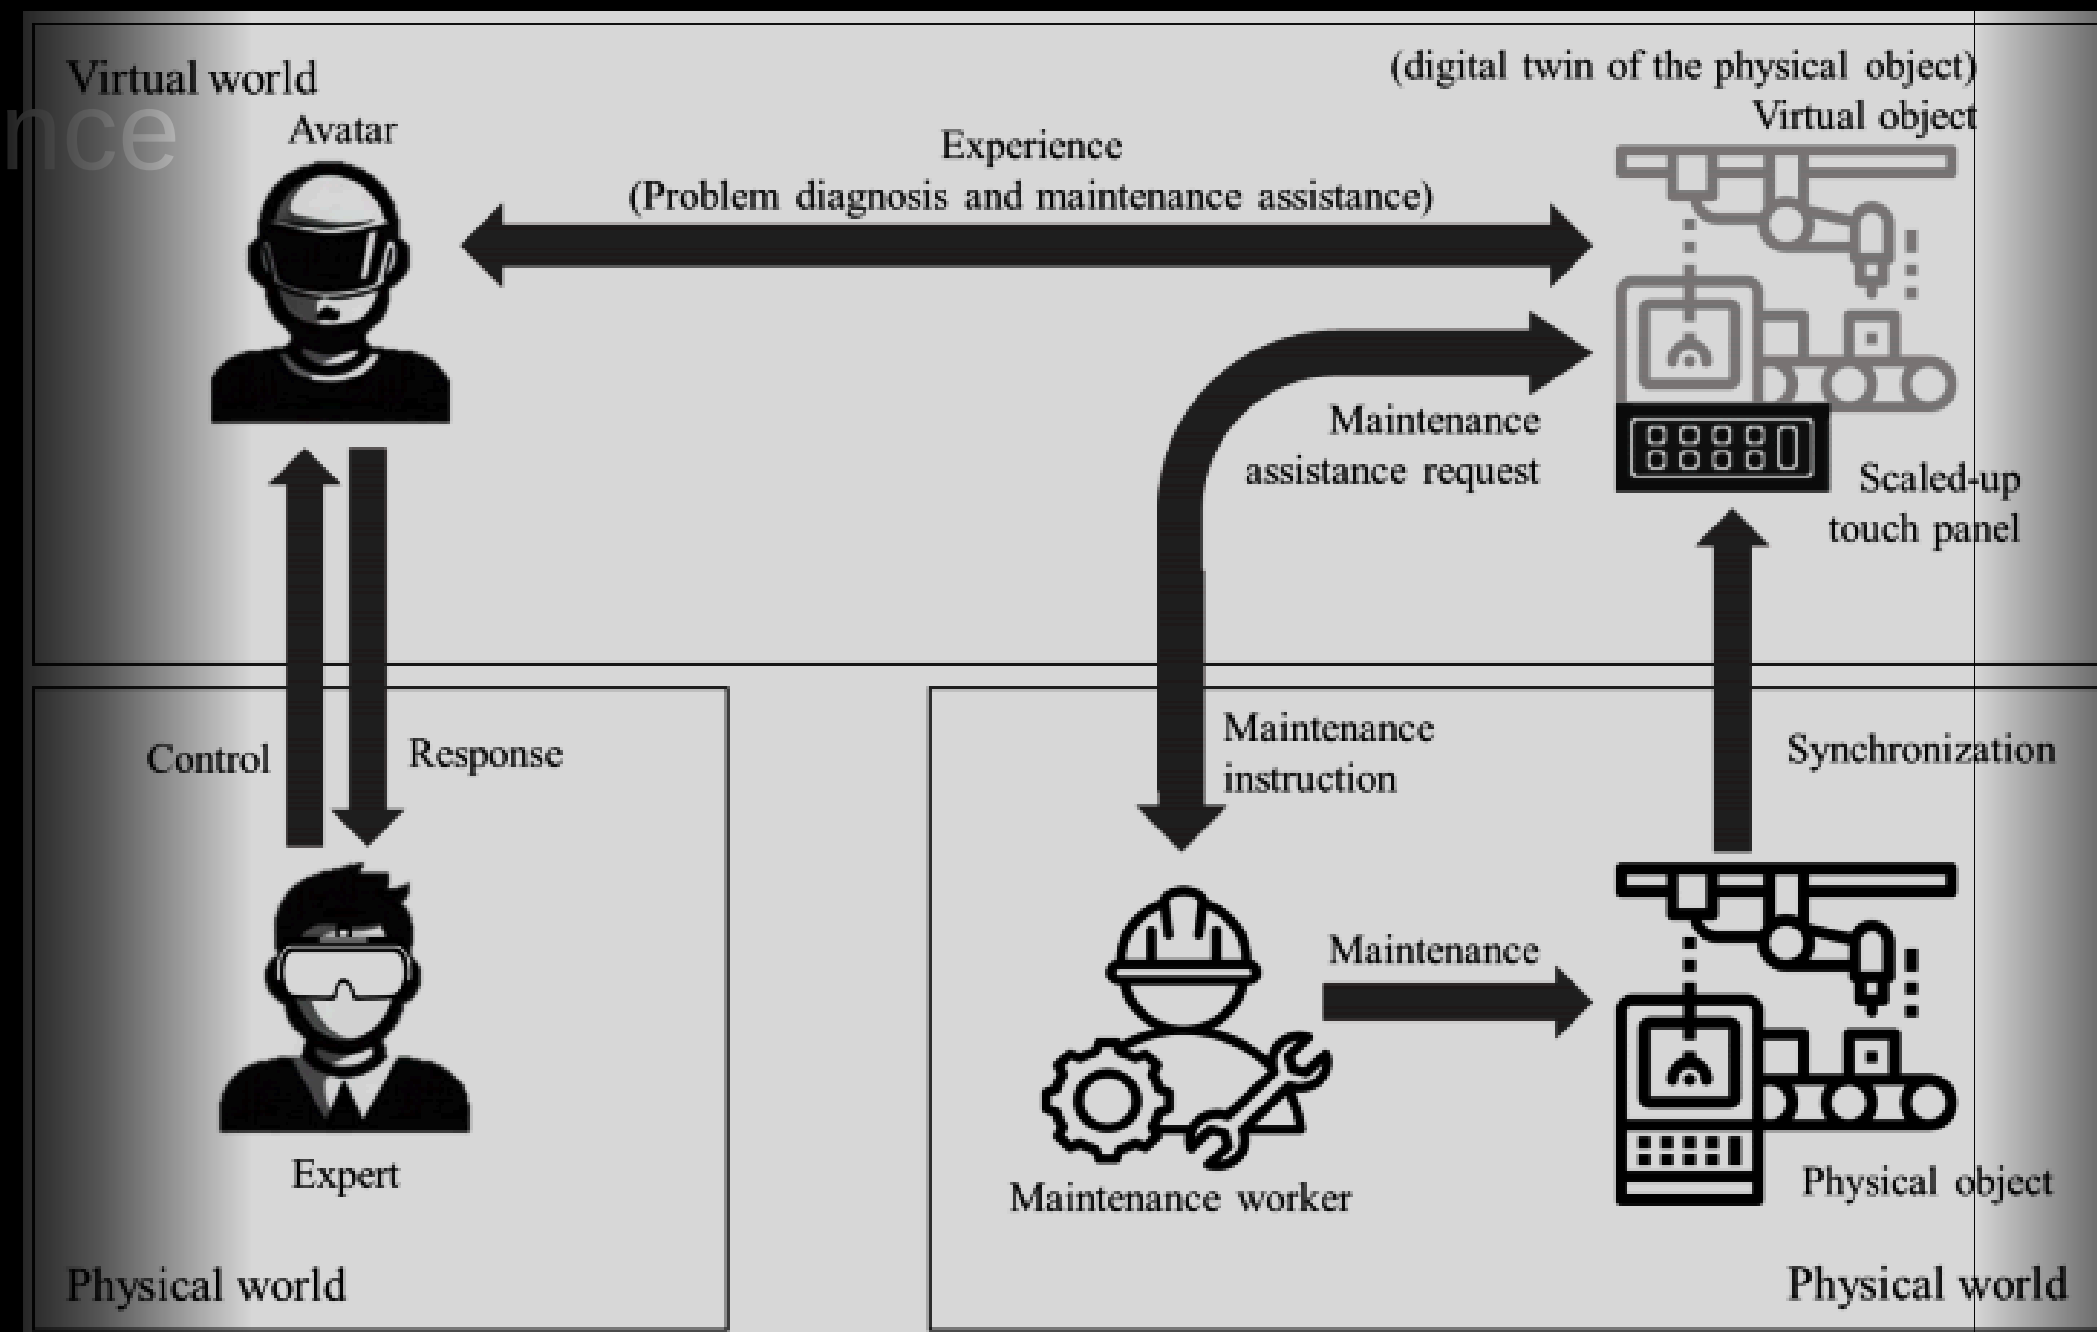 Virtual world
nce
Avatar
Experience
(Problem diagnosis and maintenance assistance)
(digital twin of the physical object)
Virtual object
Maintenance
assistance request
Scaled-up
touch panel
Control
Response
Maintenance
instruction
Synchronization
Maintenance
Expert
Maintenance worker
Physical object
Physical world
Physical world